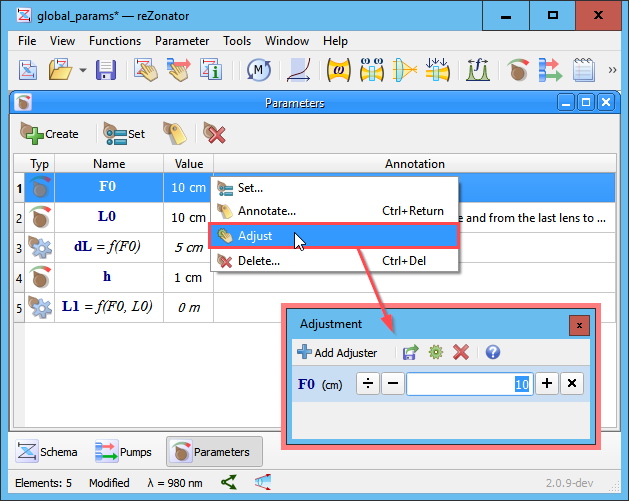 global_params* — reZonator
File View Functions Parameter Tools Window Help
Parameters
Create Set
Typ Name Value Annotation
1 F0 10 cm
Set...
2 L0 10 cm e and from the last lens to ...
Annotate... Ctrl+Return
3 dL = f(F0) 5 cm
Adjust
4 h 1 cm
Delete... Ctrl+Del
5 L1 = f(F0, L0) 0 m
Adjustment x
Add Adjuster ?
F0 (cm) ÷ − 10 + ×
Schema Pumps Parameters
Elements: 5 Modified λ = 980 nm 2.0.9-dev